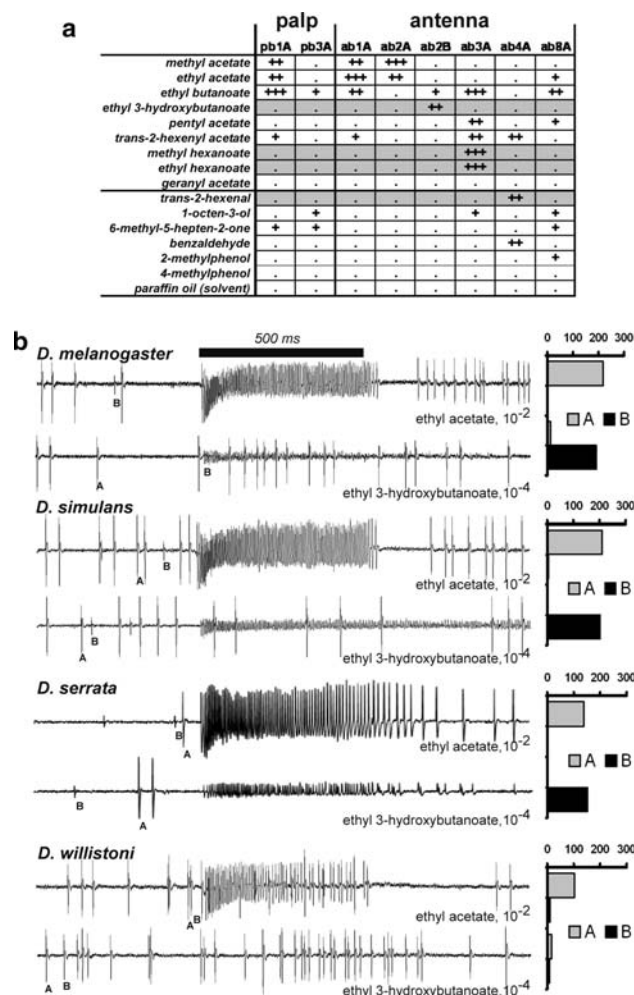 a
palp antenna
pb1A pb3A ab1A ab2A ab2B ab3A ab4A ab8A
methyl acetate ++ . ++ +++ . . . .
ethyl acetate ++ . +++ ++ . . . +
ethyl butanoate +++ + ++ . + +++ . ++
ethyl 3-hydroxybutanoate . . . . ++ . . .
pentyl acetate . . . . . ++ . +
trans-2-hexenyl acetate + . + . . ++ ++ .
methyl hexanoate . . . . . +++ . .
ethyl hexanoate . . . . . +++ . .
geranyl acetate . . . . . . . .
trans-2-hexenal . . . . . . ++ .
1-octen-3-ol . + . . . + . +
6-methyl-5-hepten-2-one + + . . . . . +
benzaldehyde . . . . . . ++ .
2-methylphenol . . . . . . . +
4-methylphenol . . . . . . . .
paraffin oil (solvent) . . . . . . . .
b
500 ms
0 100 200 300
D. melanogaster
B
ethyl acetate, 10-2
A B
A
B
ethyl 3-hydroxybutanoate, 10-4
D. simulans
0 100 200 300
A
B
ethyl acetate, 10-2
A B
A
B
ethyl 3-hydroxybutanoate, 10-4
D. serrata
0 100 200 300
B
A
ethyl acetate, 10-2
A B
B
A
ethyl 3-hydroxybutanoate, 10-4
D. willistoni
0 100 200 300
A
B
ethyl acetate, 10-2
A B
A
B
ethyl 3-hydroxybutanoate, 10-4